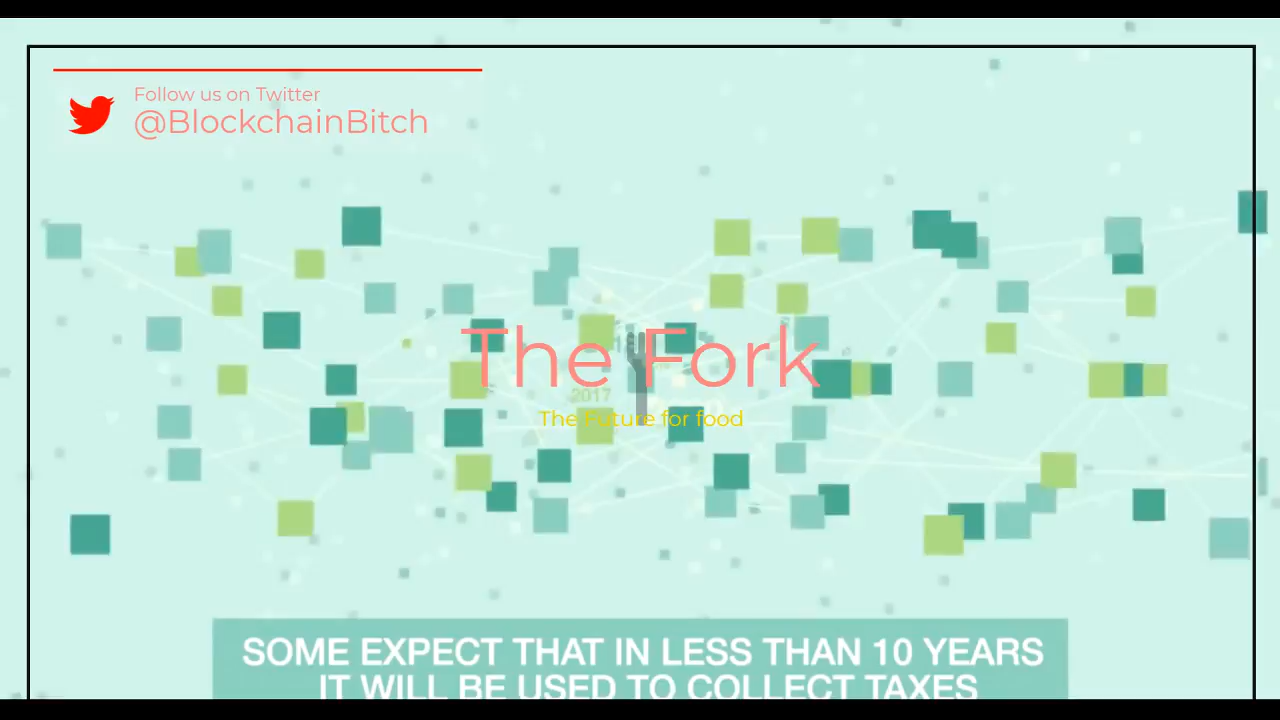 Follow us on Twitter
@BlockchainBitch
The Fork
2017
The Future for food
SOME EXPECT THAT IN LESS THAN 10 YEARS
IT WILL BE USED TO COLLECT TAXES